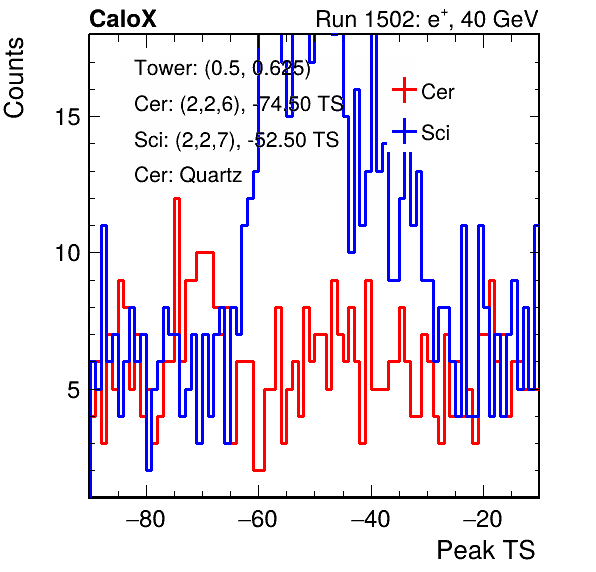 CaloX Run 1502: e+, 40 GeV
Counts
Tower: (0.5, 0.625)
Cer: (2,2,6), -74.50 TS
Sci: (2,2,7), -52.50 TS
Cer: Quartz
Cer
Sci
15
10
5
−80 −60 −40 −20
Peak TS